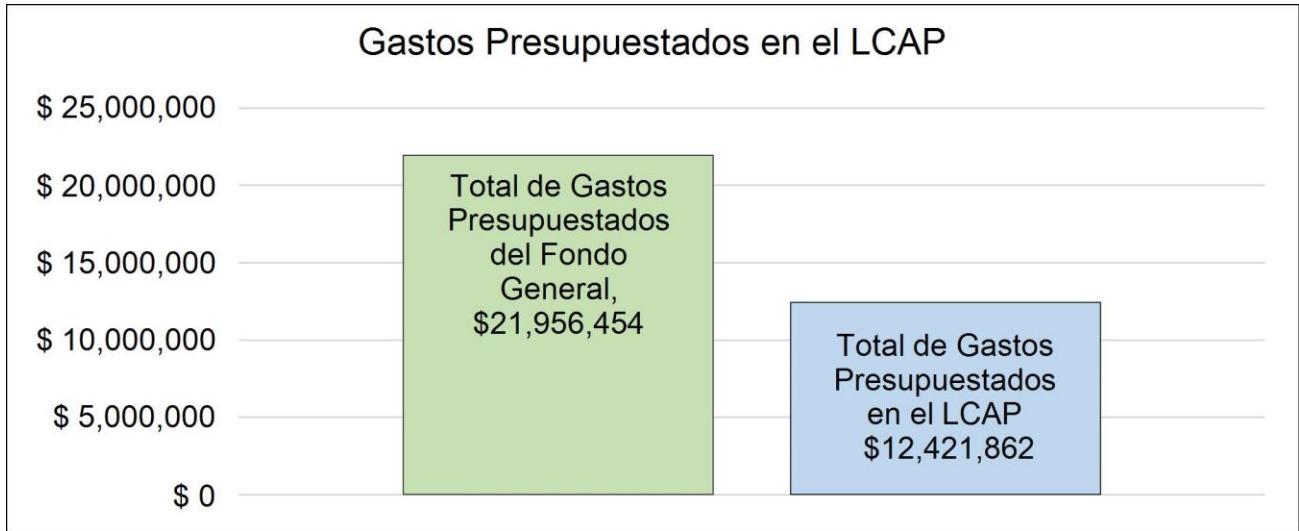 Gastos Presupuestados en el LCAP
$ 25,000,000
$ 20,000,000
$ 15,000,000
$ 10,000,000
$ 5,000,000
$ 0
Total de Gastos
Presupuestados
del Fondo
General,
$21,956,454
Total de Gastos
Presupuestados
en el LCAP
$12,421,862